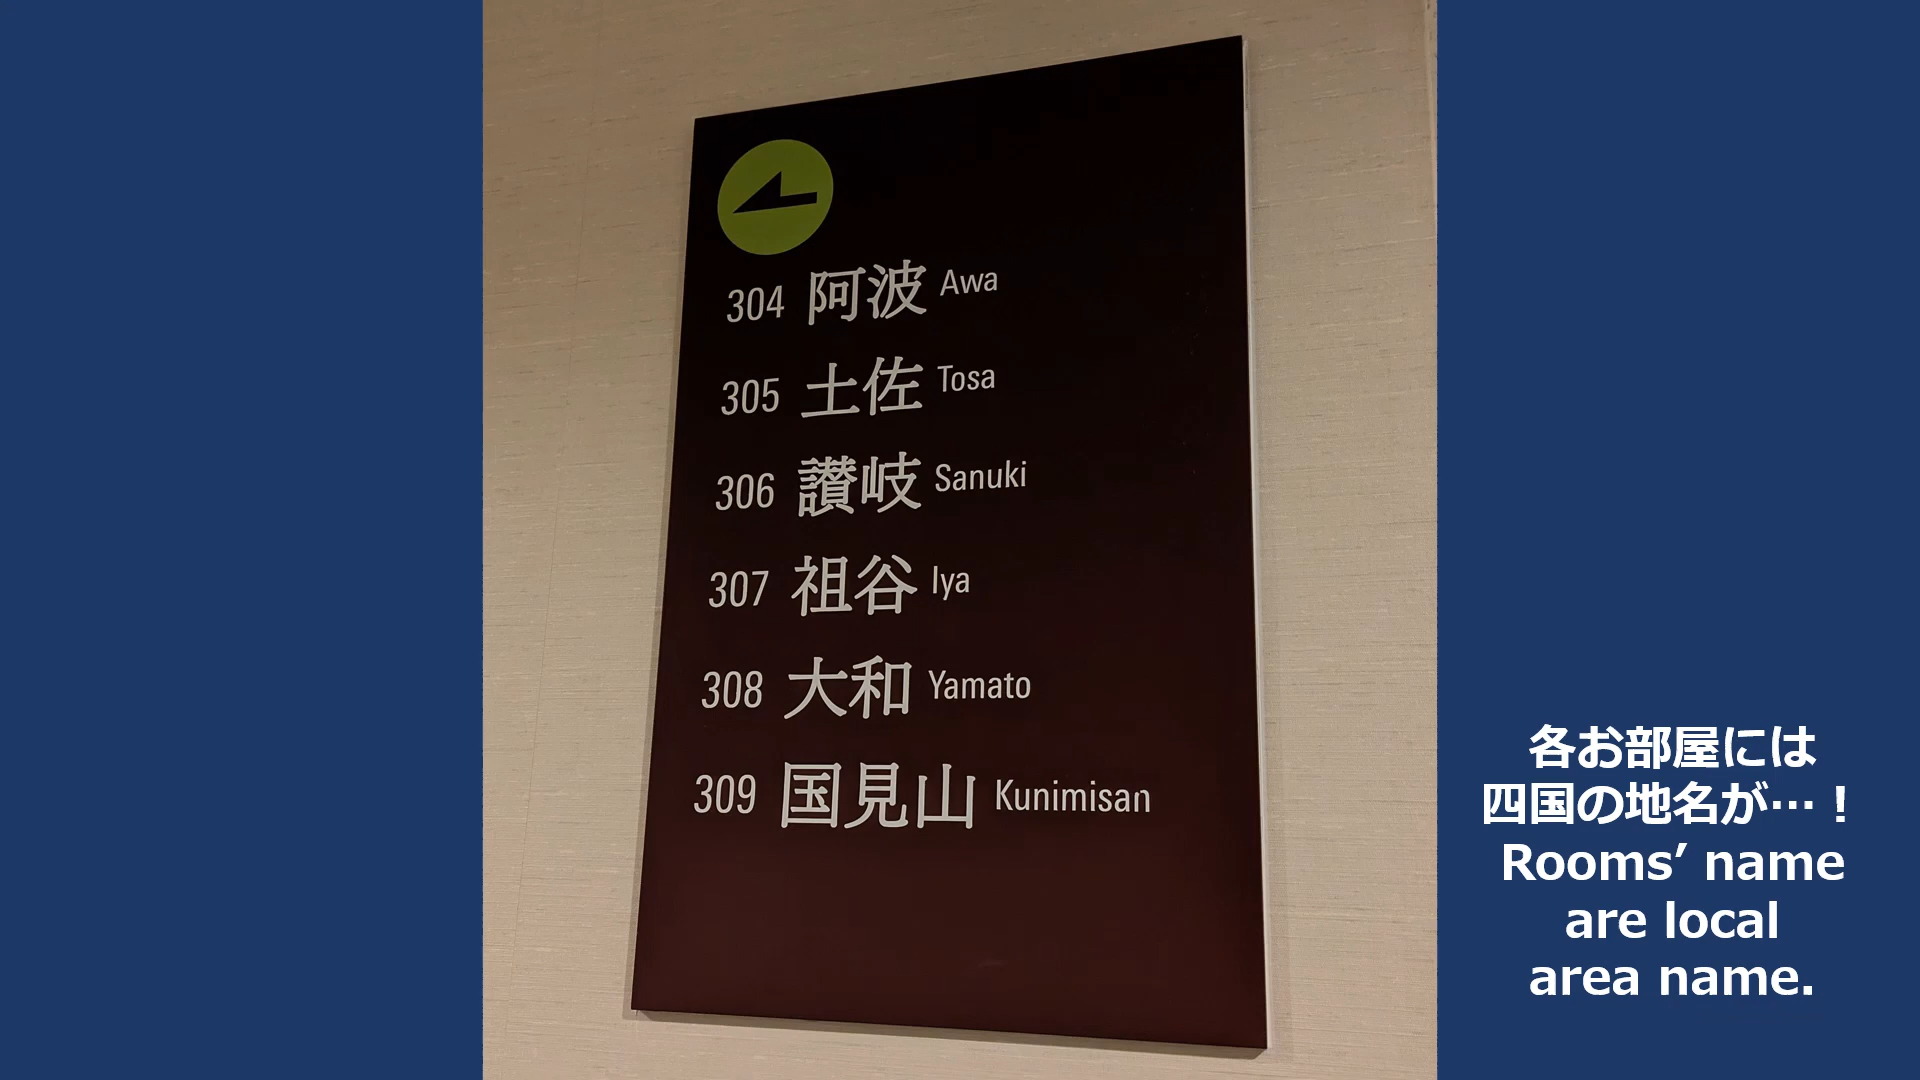 304 阿波 Awa
305 土佐 Tosa
306 讃岐 Sanuki
307 祖谷 Iya
308 大和 Yamato
309 国見山 Kunimisan
各お部屋には
四国の地名が…！
Rooms’ name
are local
area name.